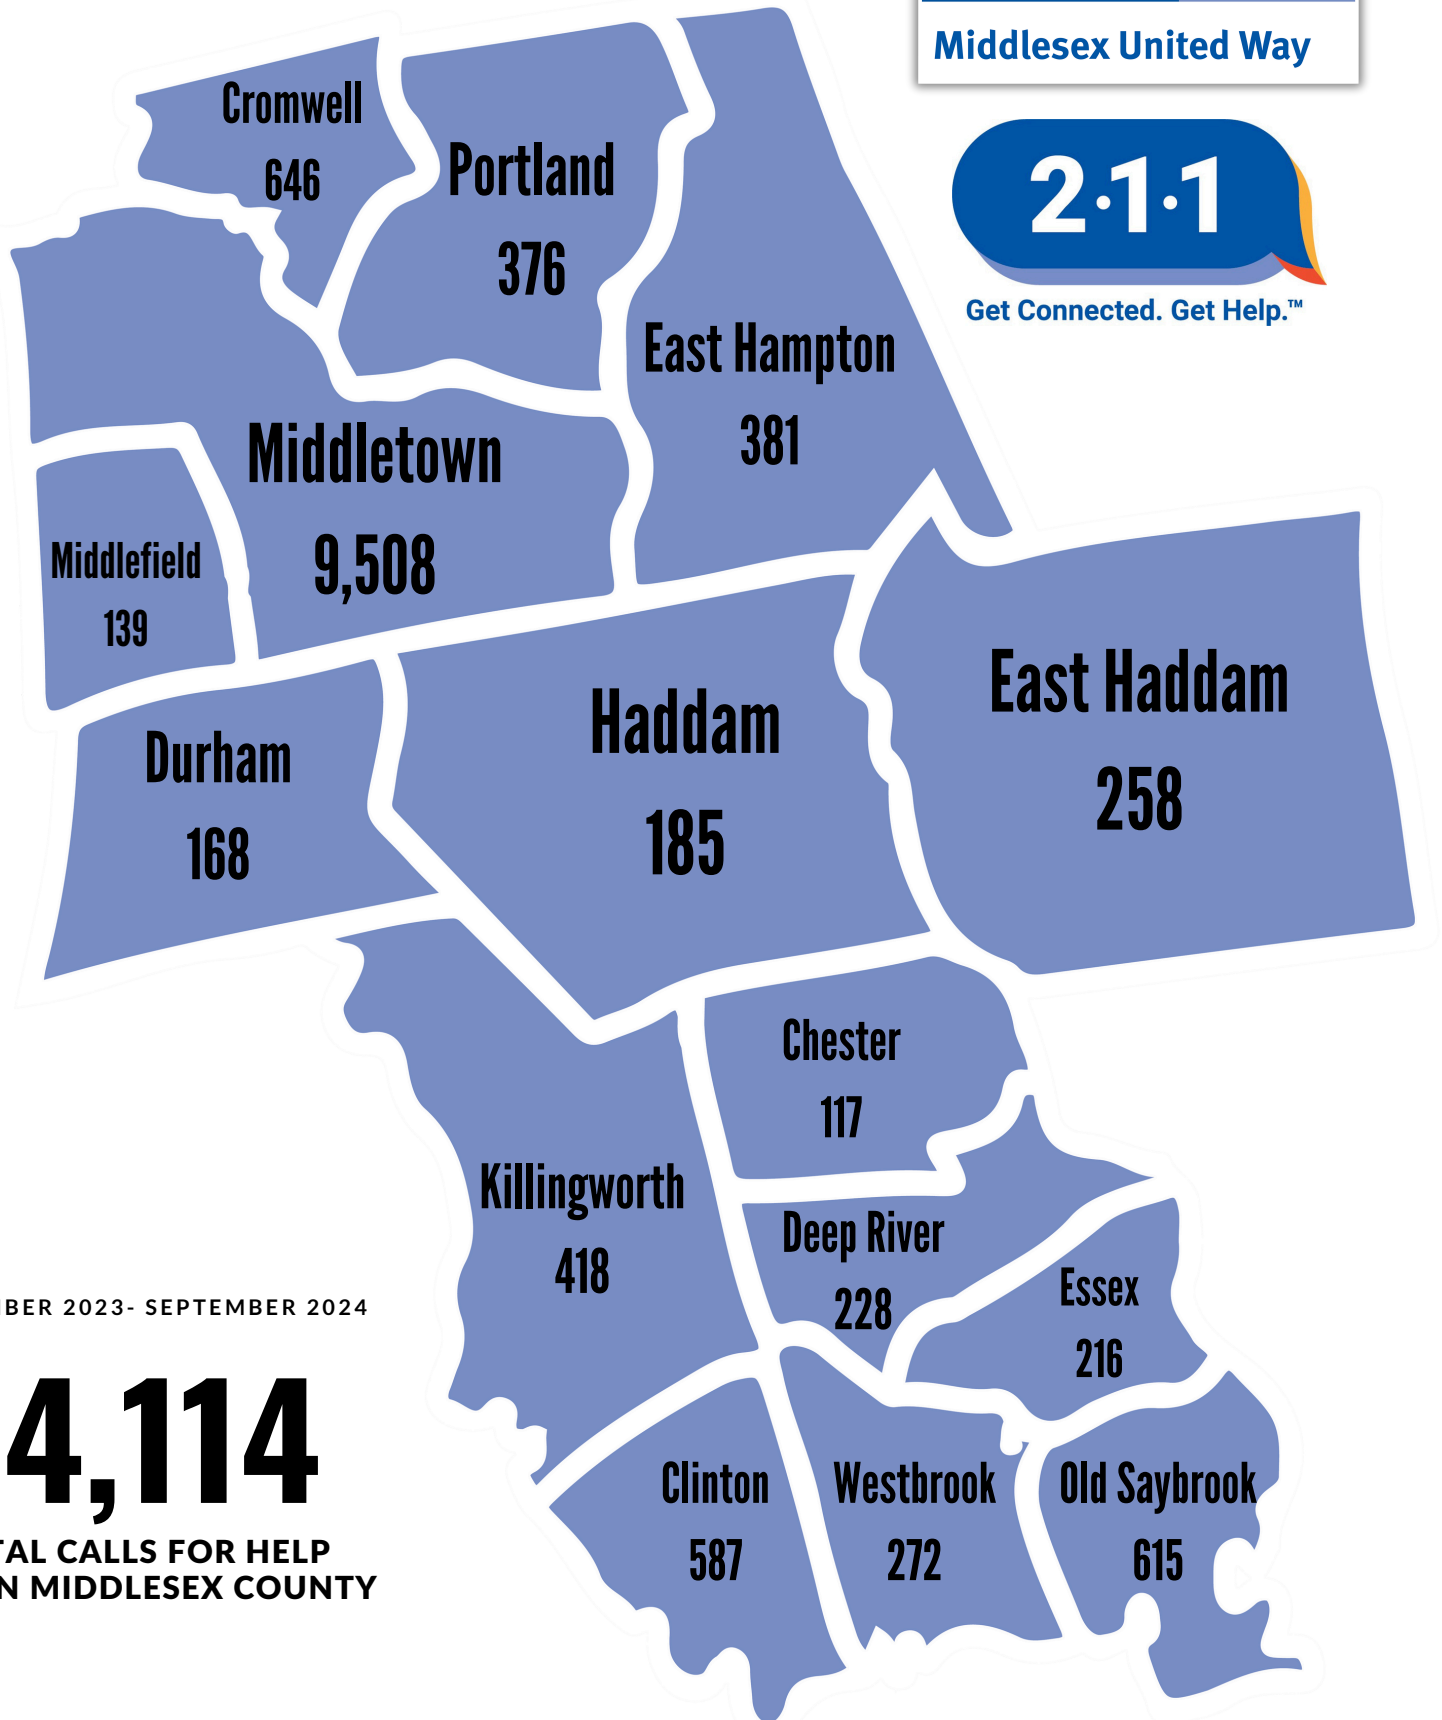 Middlesex United Way
2·1·1
Get Connected. Get Help.™
Cromwell
646
Portland
376
East Hampton
381
Middletown
9,508
Middlefield
139
East Haddam
258
Haddam
185
Durham
168
Chester
117
Killingworth
418
Deep River
228
Essex
216
BER 2023- SEPTEMBER 2024
4,114
TAL CALLS FOR HELP
N MIDDLESEX COUNTY
Clinton
587
Westbrook
272
Old Saybrook
615